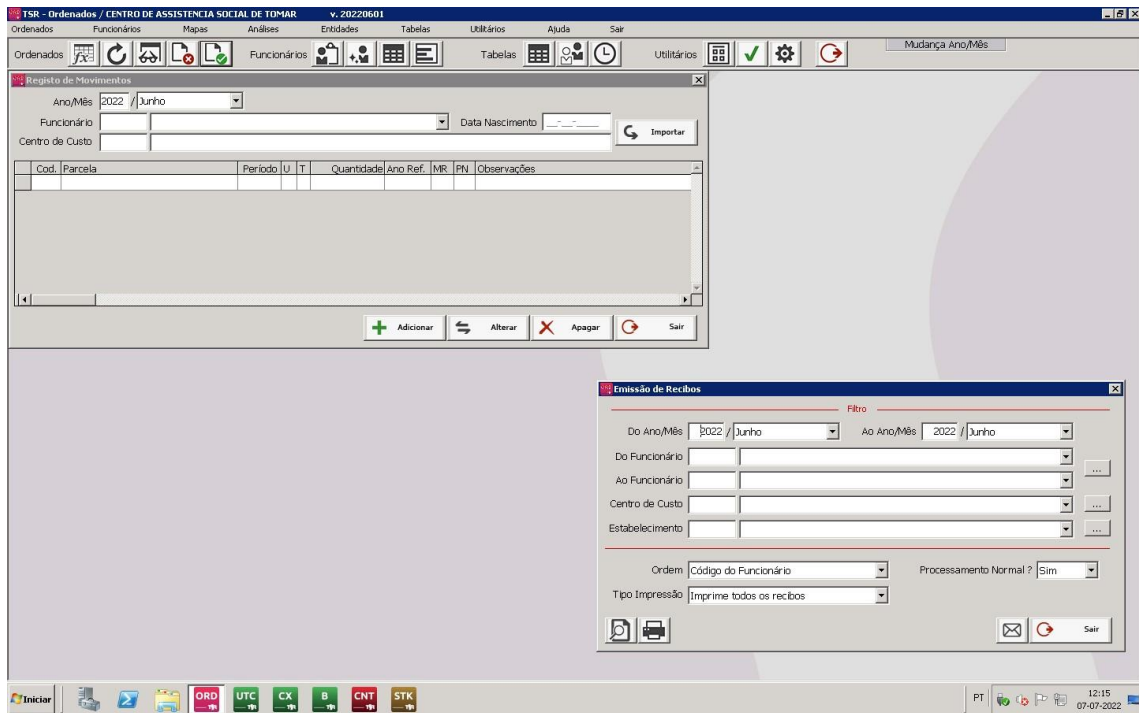 TSR - Ordenados / CENTRO DE ASSISTENCIA SOCIAL DE TOMAR v. 20220601
Ordenados Funcionários Mapas Análises Entidades Tabelas Utilitários Ajuda Sair
Ordenados Funcionários Tabelas Utilitários Mudança Ano/Mês
Registo de Movimentos
Ano/Mês 2022 / Junho
Funcionário Data Nascimento __-__-____
Importar
Centro de Custo
Cod. Parcela Período U T Quantidade Ano Ref. MR PN Observações
Adicionar Alterar Apagar Sair
Emissão de Recibos
Filtro
Do Ano/Mês 2022 / Junho Ao Ano/Mês 2022 / Junho
Do Funcionário
...
Ao Funcionário
Centro de Custo ...
Estabelecimento ...
Ordem Código do Funcionário Processamento Normal ? Sim
Tipo Impressão Imprime todos os recibos
Sair
Iniciar ORD UTC CX B CNT STK PT 12:15
07-07-2022